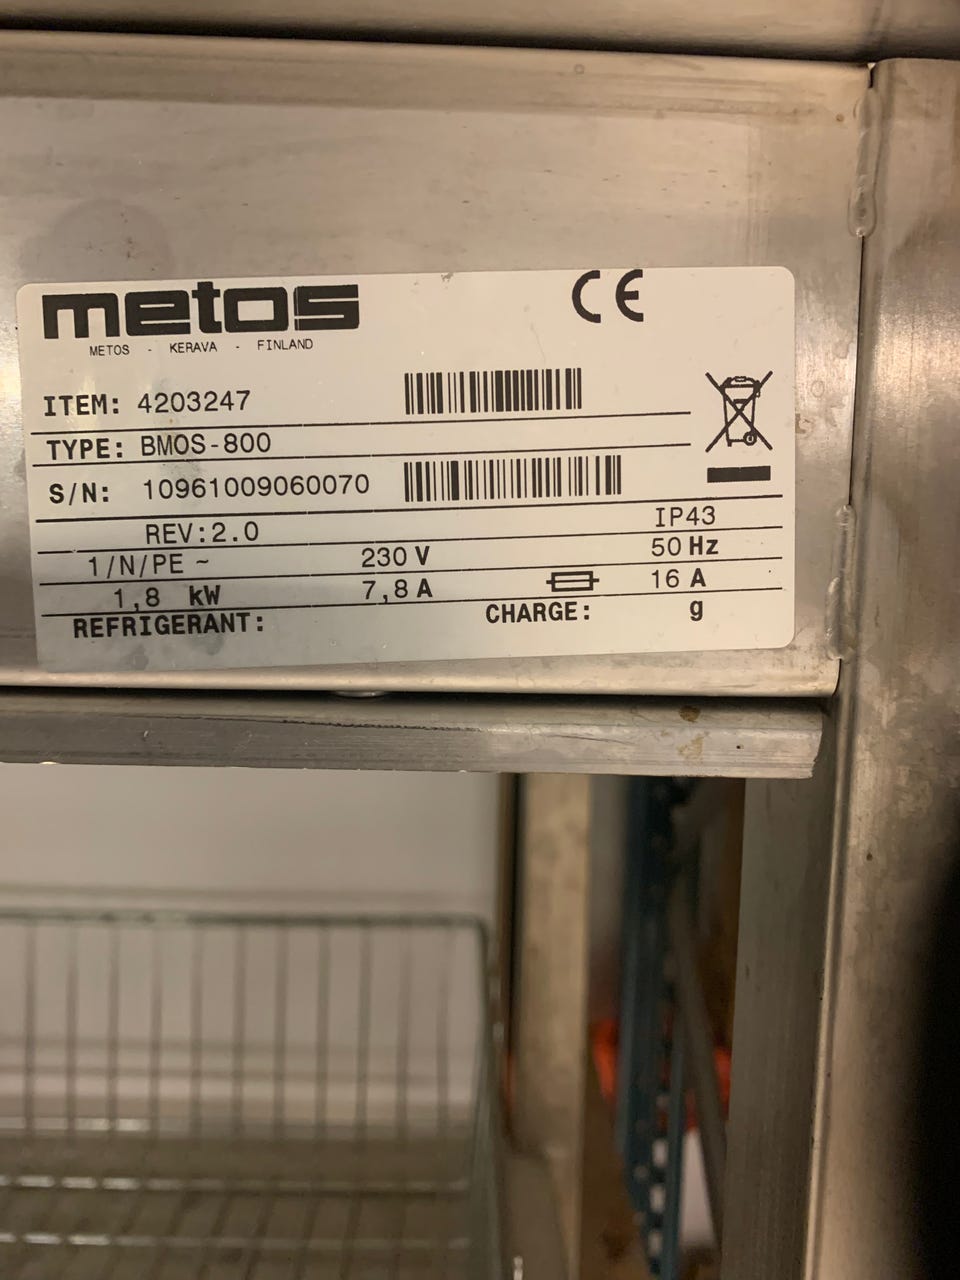 metos
CE
METOS - KERAVA - FINLAND
ITEM: 4203247
TYPE: BMOS-800
S/N: 10961009060070
REV:2.0 IP43
1/N/PE ~ 230 V 50 Hz
1,8 kW 7,8 A 16 A
REFRIGERANT: CHARGE: g